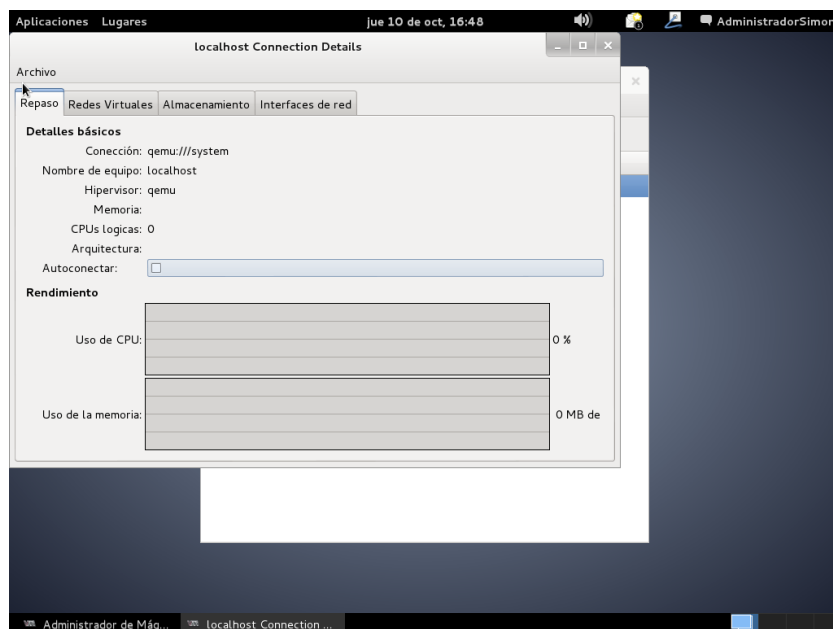 Aplicaciones Lugares jue 10 de oct, 16:48 AdministradorSimon
localhost Connection Details
Archivo
Repaso Redes Virtuales Almacenamiento Interfaces de red
Detalles básicos
Conección: qemu:///system
Nombre de equipo: localhost
Hipervisor: qemu
Memoria:
CPUs logicas: 0
Arquitectura:
Autoconectar:
Rendimiento
Uso de CPU: 0 %
Uso de la memoria: 0 MB de
Administrador de Máq... localhost Connection ...